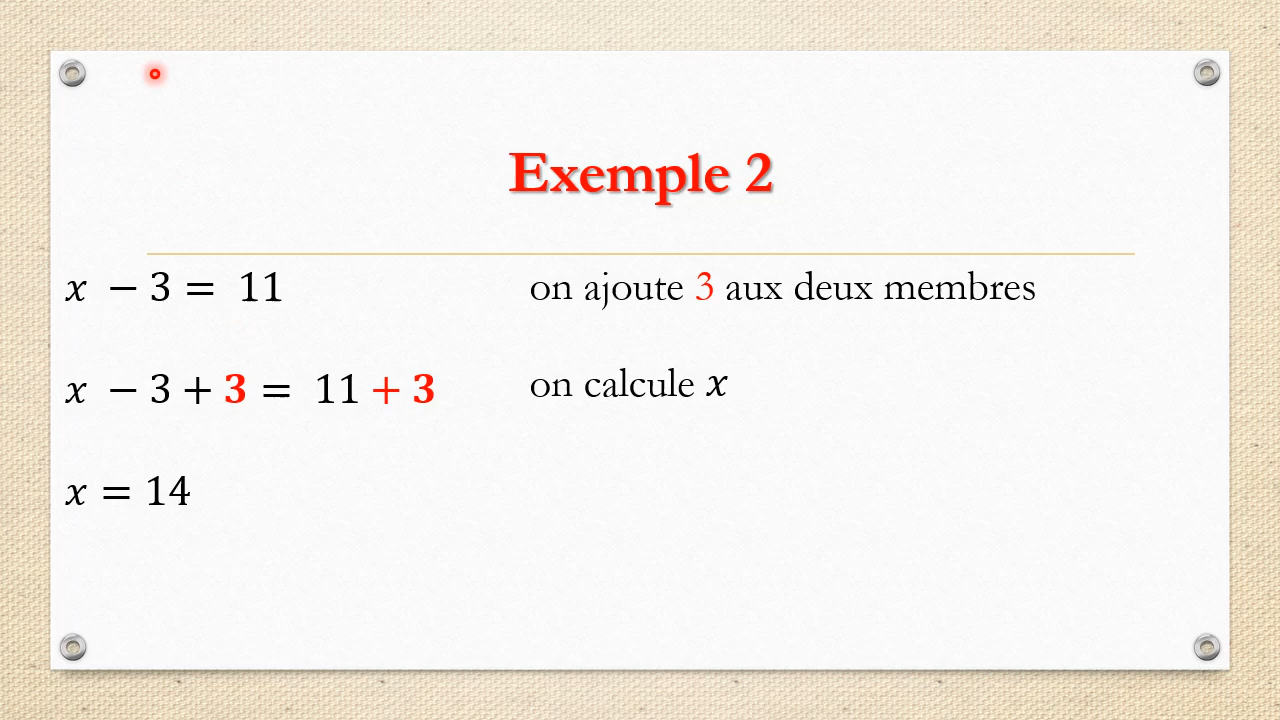 Exemple 2
x − 3 = 11 on ajoute 3 aux deux membres
x − 3 + 3 = 11 + 3 on calcule x
x = 14